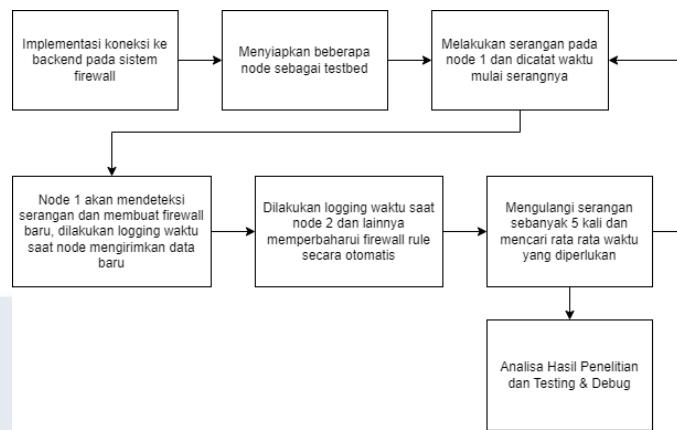 Implementasi koneksi ke
backend pada sistem
firewall
Menyiapkan beberapa
node sebagai testbed
Melakukan serangan pada
node 1 dan dicatat waktu
mulai serangnya
Node 1 akan mendeteksi
serangan dan membuat firewall
baru, dilakukan logging waktu
saat node mengirimkan data
baru
Dilakukan logging waktu saat
node 2 dan lainnya
memperbaharui firewall rule
secara otomatis
Mengulangi serangan
sebanyak 5 kali dan
mencari rata rata waktu
yang diperlukan
Analisa Hasil Penelitian
dan Testing & Debug